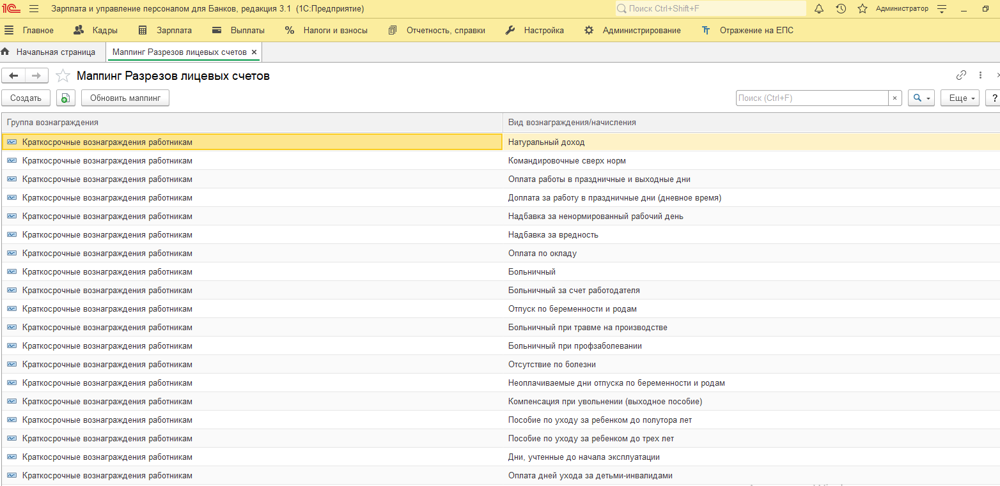 1С Зарплата и управление персоналом для Банков, редакция 3.1 (1С:Предприятие) Поиск Ctrl+Shift+F Администратор
Главное Кадры Зарплата Выплаты % Налоги и взносы Отчетность, справки Настройка Администрирование Отражение на ЕПС
Начальная страница Маппинг Разрезов лицевых счетов ×
Маппинг Разрезов лицевых счетов
Создать Обновить маппинг Поиск (Ctrl+F) × Еще ?
Группа вознаграждения Вид вознаграждения/начисления
Краткосрочные вознаграждения работникам Натуральный доход
Краткосрочные вознаграждения работникам Командировочные сверх норм
Краткосрочные вознаграждения работникам Оплата работы в праздничные и выходные дни
Краткосрочные вознаграждения работникам Доплата за работу в праздничные дни (дневное время)
Краткосрочные вознаграждения работникам Надбавка за ненормированный рабочий день
Краткосрочные вознаграждения работникам Надбавка за вредность
Краткосрочные вознаграждения работникам Оплата по окладу
Краткосрочные вознаграждения работникам Больничный
Краткосрочные вознаграждения работникам Больничный за счет работодателя
Краткосрочные вознаграждения работникам Отпуск по беременности и родам
Краткосрочные вознаграждения работникам Больничный при травме на производстве
Краткосрочные вознаграждения работникам Больничный при профзаболевании
Краткосрочные вознаграждения работникам Отсутствие по болезни
Краткосрочные вознаграждения работникам Неоплачиваемые дни отпуска по беременности и родам
Краткосрочные вознаграждения работникам Компенсация при увольнении (выходное пособие)
Краткосрочные вознаграждения работникам Пособие по уходу за ребенком до полутора лет
Краткосрочные вознаграждения работникам Пособие по уходу за ребенком до трех лет
Краткосрочные вознаграждения работникам Дни, учтенные до начала эксплуатации
Краткосрочные вознаграждения работникам Оплата дней ухода за детьми-инвалидами